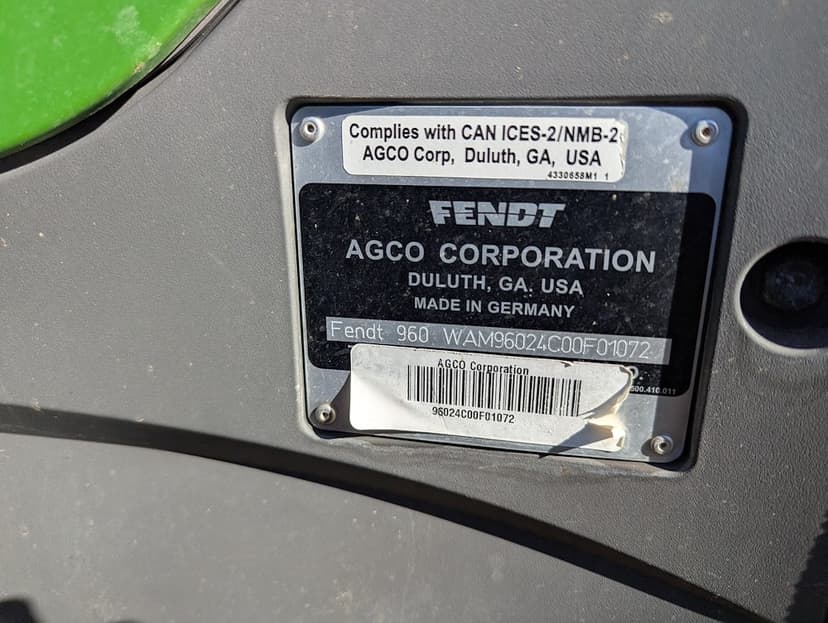 Complies with CAN ICES-2/NMB-2
AGCO Corp, Duluth, GA, USA
4330658M1 1
FENDT
AGCO CORPORATION
DULUTH, GA. USA
MADE IN GERMANY
Fendt 960 WAM96024C00F01072
AGCO Corporation
96024C00F01072